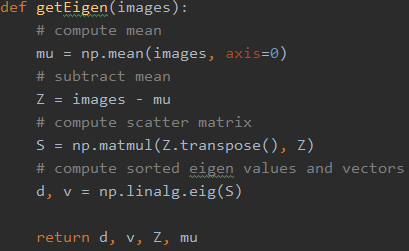 def getEigen(images):
    # compute mean
    mu = np.mean(images, axis=0)
    # subtract mean
    Z = images - mu
    # compute scatter matrix
    S = np.matmul(Z.transpose(), Z)
    # compute sorted eigen values and vectors
    d, v = np.linalg.eig(S)

    return d, v, Z, mu